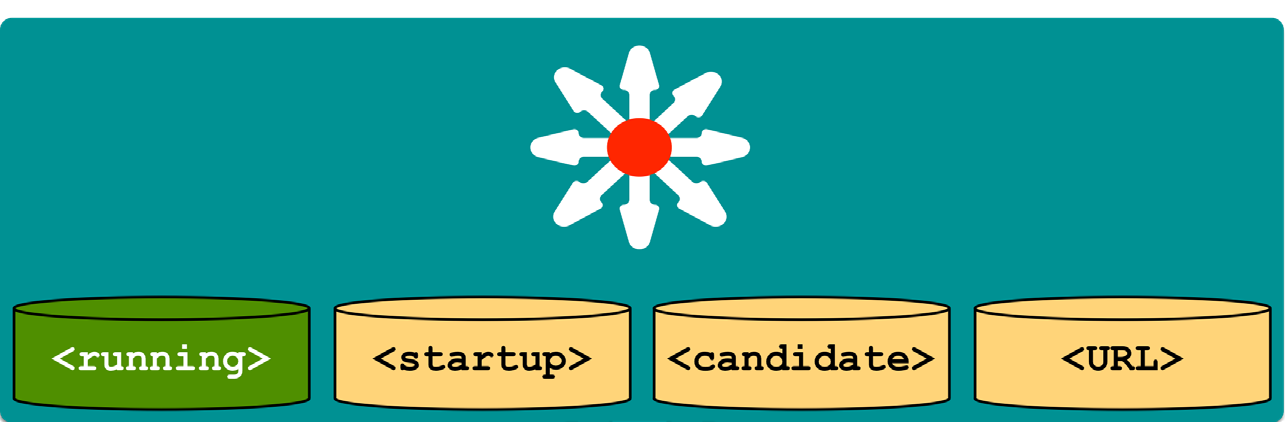 <running>
<startup>
<candidate>
<URL>